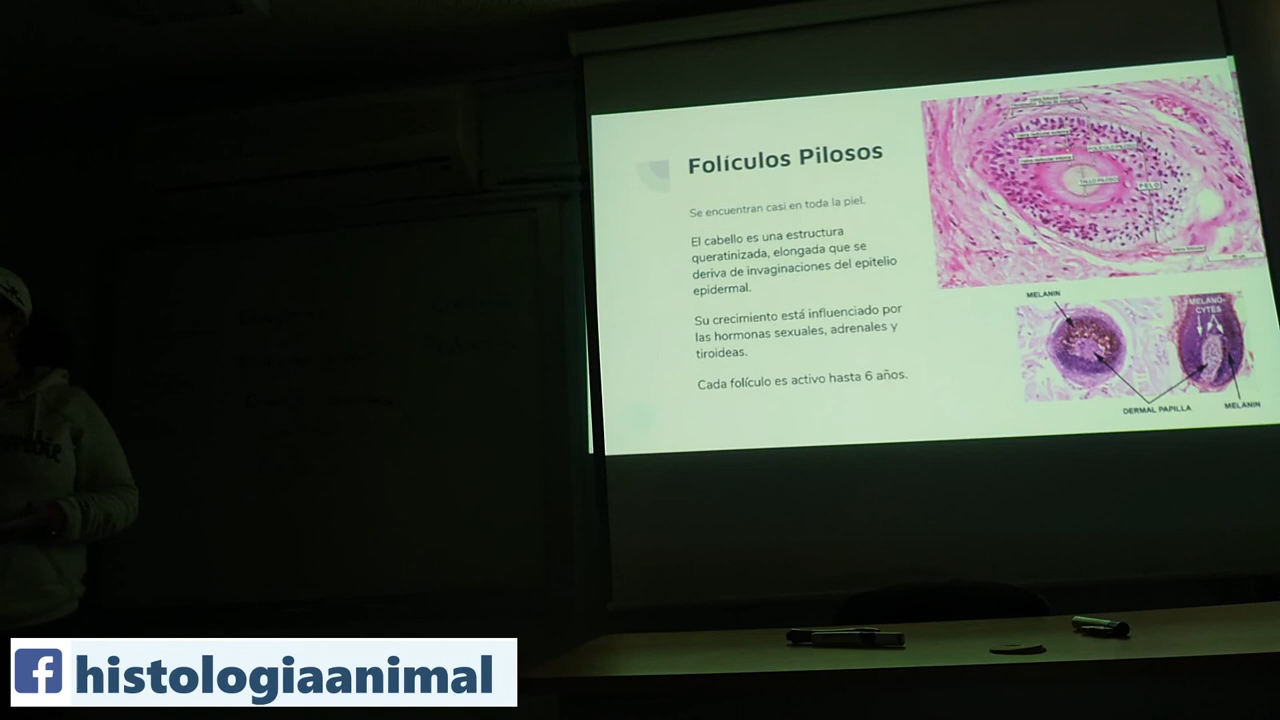 Folículos Pilosos
Se encuentran casi en toda la piel.
El cabello es una estructura
queratinizada, elongada que se
deriva de invaginaciones del epitelio
epidermal.
Su crecimiento está influenciado por
las hormonas sexuales, adrenales y
tiroideas.
Cada folículo es activo hasta 6 años.
TALLO PILOSO
PELO
MELANIN
MELANO-
CYTES
DERMAL PAPILLA
MELANIN
histologiaanimal